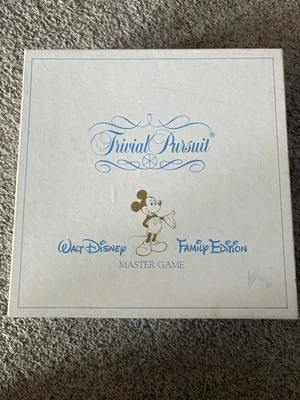 Trivial Pursuit®
Walt Disney Family Edition
MASTER GAME